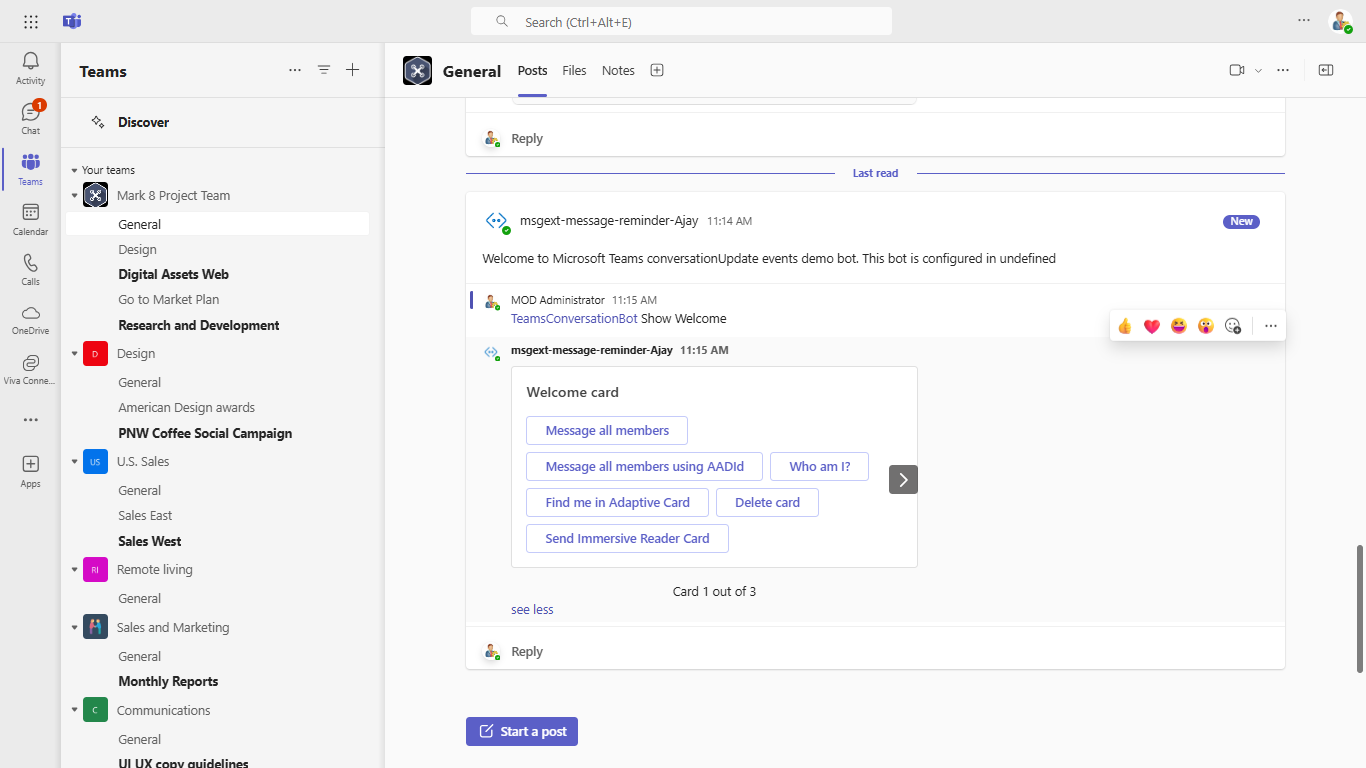 Search (Ctrl+Alt+E)
Activity
Chat
1
Teams
Calendar
Calls
OneDrive
Viva Conne...
Apps
Teams
Discover
Your teams
Mark 8 Project Team
General
Design
Digital Assets Web
Go to Market Plan
Research and Development
D
Design
General
American Design awards
PNW Coffee Social Campaign
US
U.S. Sales
General
Sales East
Sales West
Rl
Remote living
General
Sales and Marketing
General
Monthly Reports
C
Communications
General
UI UX copy guidelines
General
Posts
Files
Notes
Reply
Last read
msgext-message-reminder-Ajay 11:14 AM
New
Welcome to Microsoft Teams conversationUpdate events demo bot. This bot is configured in undefined
MOD Administrator 11:15 AM
TeamsConversationBot Show Welcome
msgext-message-reminder-Ajay 11:15 AM
Welcome card
Message all members
Message all members using AADId
Who am I?
Find me in Adaptive Card
Delete card
Send Immersive Reader Card
Card 1 out of 3
see less
Reply
Start a post